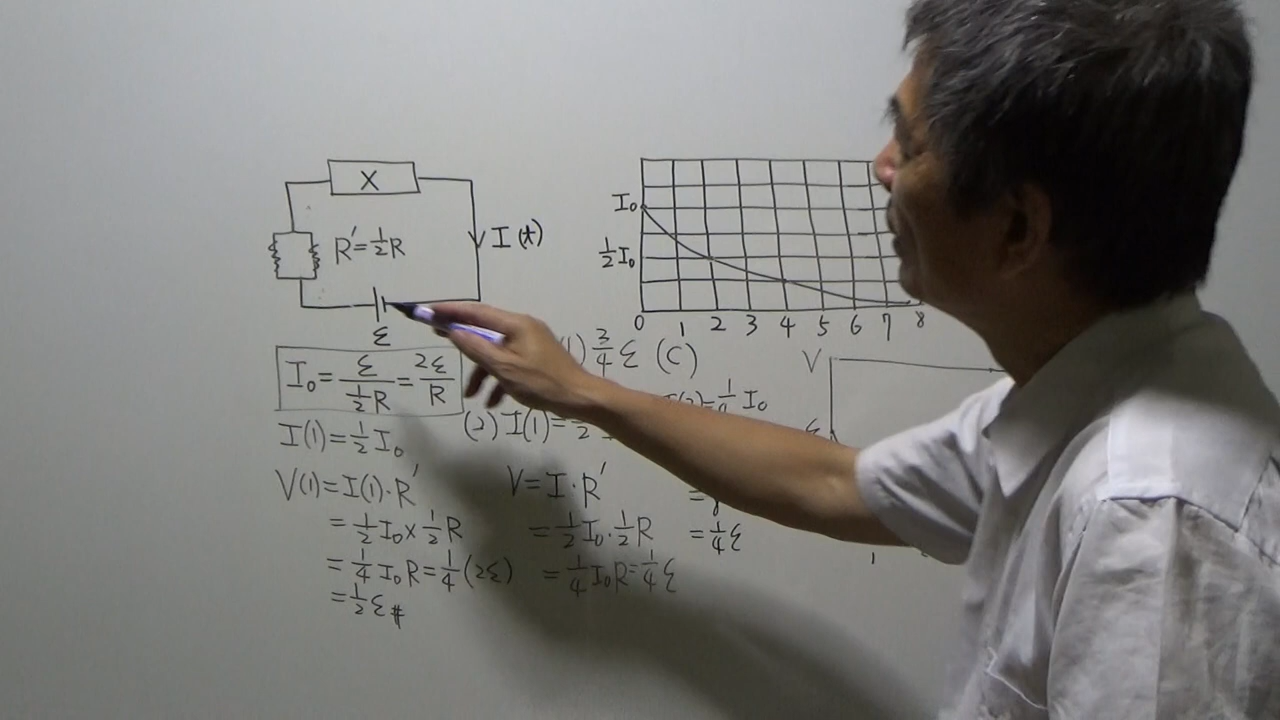 X
R'=½R
I(t)
ε
I₀
½I₀
0 1 2 3 4 5 6 7 8
I₀ = ε/(½R) = 2ε/R
I(1)=½I₀
V(1)=I(1)·R'
=½I₀×½R
=¼I₀R=¼(2ε)
=½ε#
(1) ¾ε (C)
(2) I(1)=
V=I·R'
=½I₀·½R
=¼I₀R=¼ε
I₀
=¼ε
V
ε
1